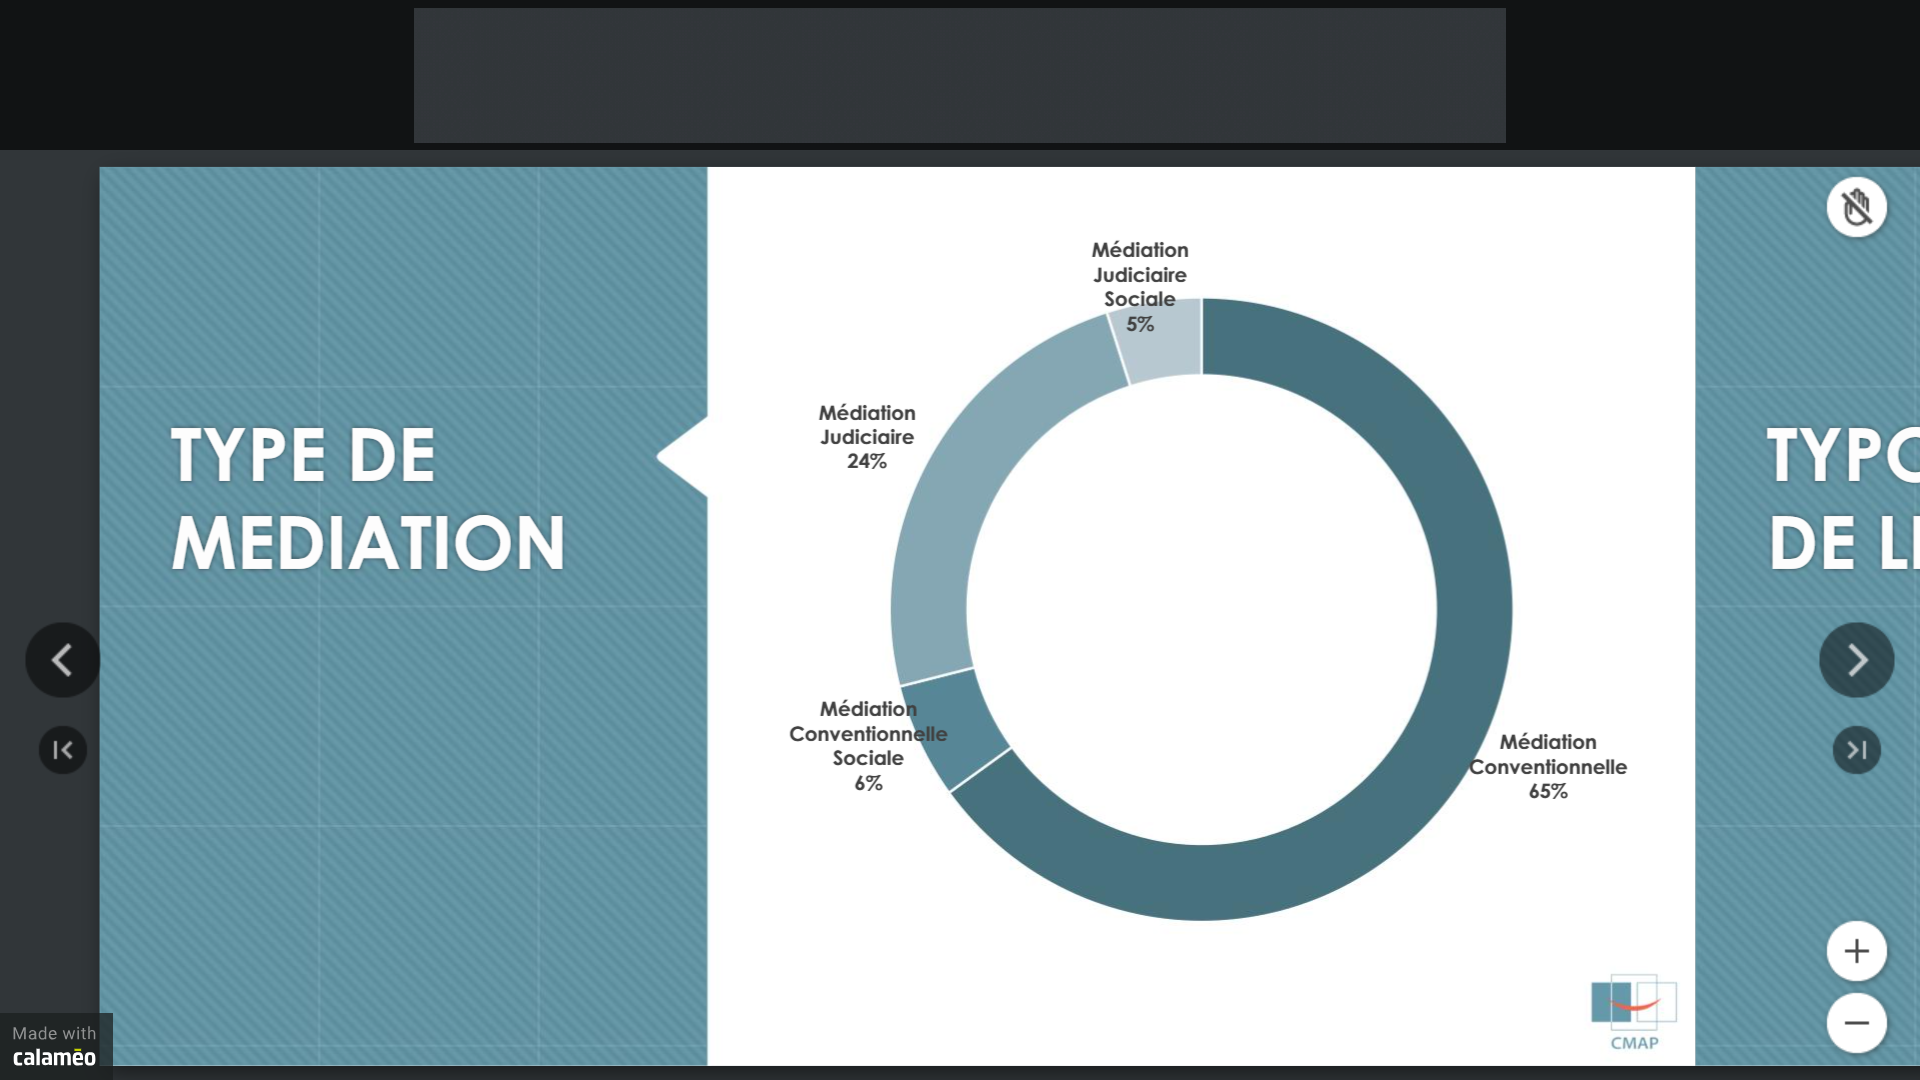 TYPE DE
MEDIATION
Médiation
Judiciaire
Sociale
5%
Médiation
Judiciaire
24%
Médiation
Conventionnelle
Sociale
6%
Médiation
Conventionnelle
65%
CMAP
TYPO
DE LI
Made with
calaméo